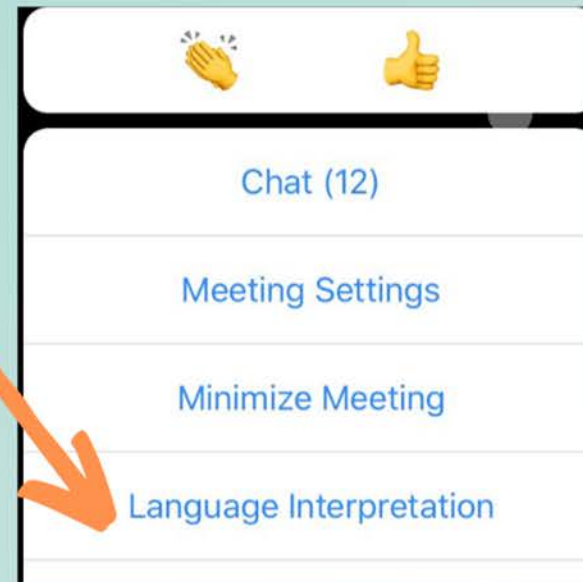 Chat (12)
Meeting Settings
Minimize Meeting
Language Interpretation